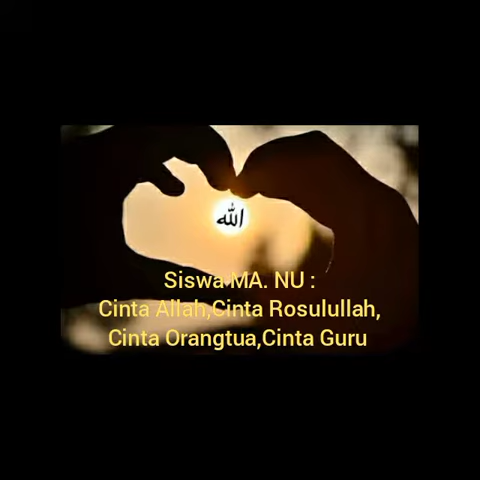 الله
Siswa MA. NU :
Cinta Allah,Cinta Rosulullah,
Cinta Orangtua,Cinta Guru